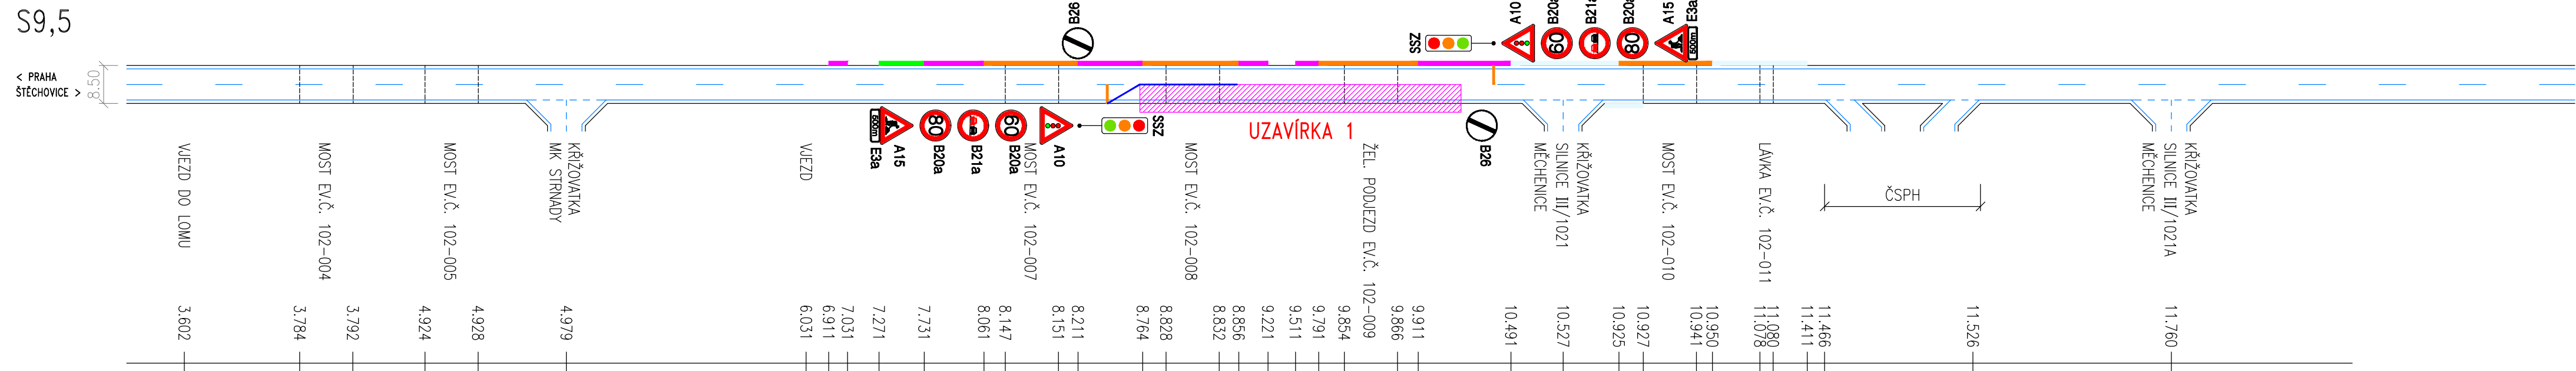 S9,5
< PRAHA
ŠTĚCHOVICE >
8.50
B26
SSZ
A10
B20a
60
B21a
B20a
80
A15
E3a
500m
500m
E3a
A15
80
B20a
B21a
60
B20a
A10
SSZ
UZAVÍRKA 1
B26
VJEZD DO LOMU
MOST EV.Č. 102-004
MOST EV.Č. 102-005
KŘIŽOVATKA
MK STRNADY
VJEZD
MOST EV.Č. 102-007
MOST EV.Č. 102-008
ŽEL. PODJEZD EV.Č. 102-009
KŘIŽOVATKA
SILNICE III/1021
MĚCHENICE
MOST EV.Č. 102-010
LÁVKA EV.Č. 102-011
ČSPH
KŘIŽOVATKA
SILNICE III/1021A
MĚCHENICE
3.602
3.784
3.792
4.924
4.928
4.979
6.031
6.911
7.031
7.271
7.731
8.061
8.147
8.151
8.211
8.764
8.828
8.832
8.856
9.221
9.511
9.791
9.854
9.866
9.911
10.491
10.527
10.925
10.927
10.941
10.950
11.078
11.080
11.411
11.466
11.526
11.760